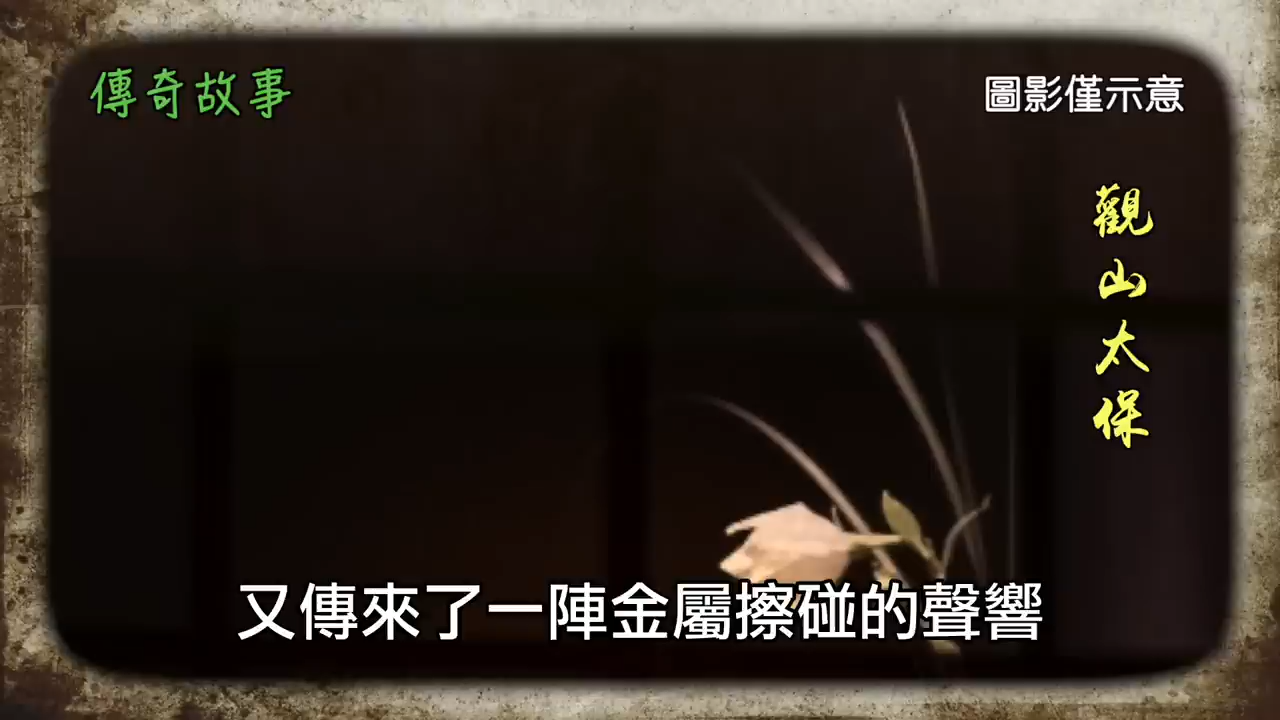 傳奇故事
圖影僅示意
觀山太保
又傳來了一陣金屬擦碰的聲響